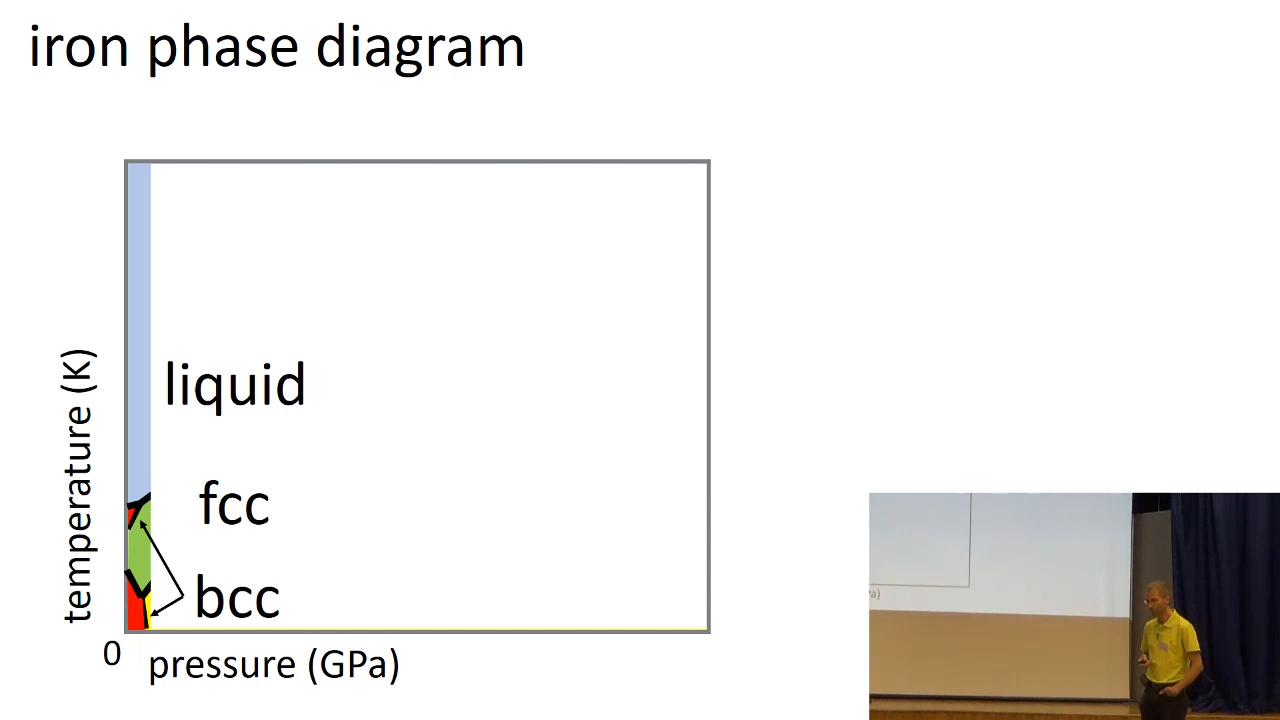 iron phase diagram
temperature (K)
liquid
fcc
bcc
0
pressure (GPa)